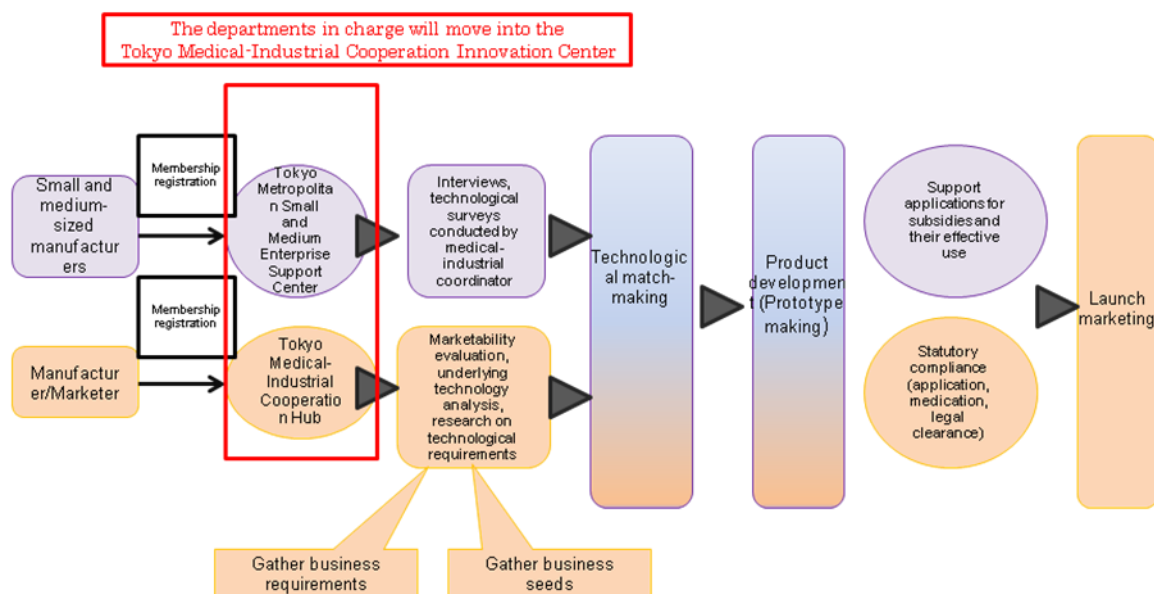 The departments in charge will move into the
Tokyo Medical-Industrial Cooperation Innovation Center
Membership
registration
Small and
medium-
sized
manufactur
ers
Tokyo
Metropolita
n Small
and
Medium
Enterprise
Support
Center
Interviews,
technological
surveys
conducted by
medical-
industrial
coordinator
Membership
registration
Manufactur
er/Marketer
Tokyo
Medical-
Industrial
Cooperatio
n Hub
Marketability
evaluation,
underlying
technology
analysis,
research on
technological
requirements
Gather business
requirements
Gather business
seeds
Technologic
al match-
making
Product
developmen
t (Prototype
making)
Support
applications for
subsidies and
their effective
use
Statutory
compliance
(application,
medication,
legal
clearance)
Launch
marketing